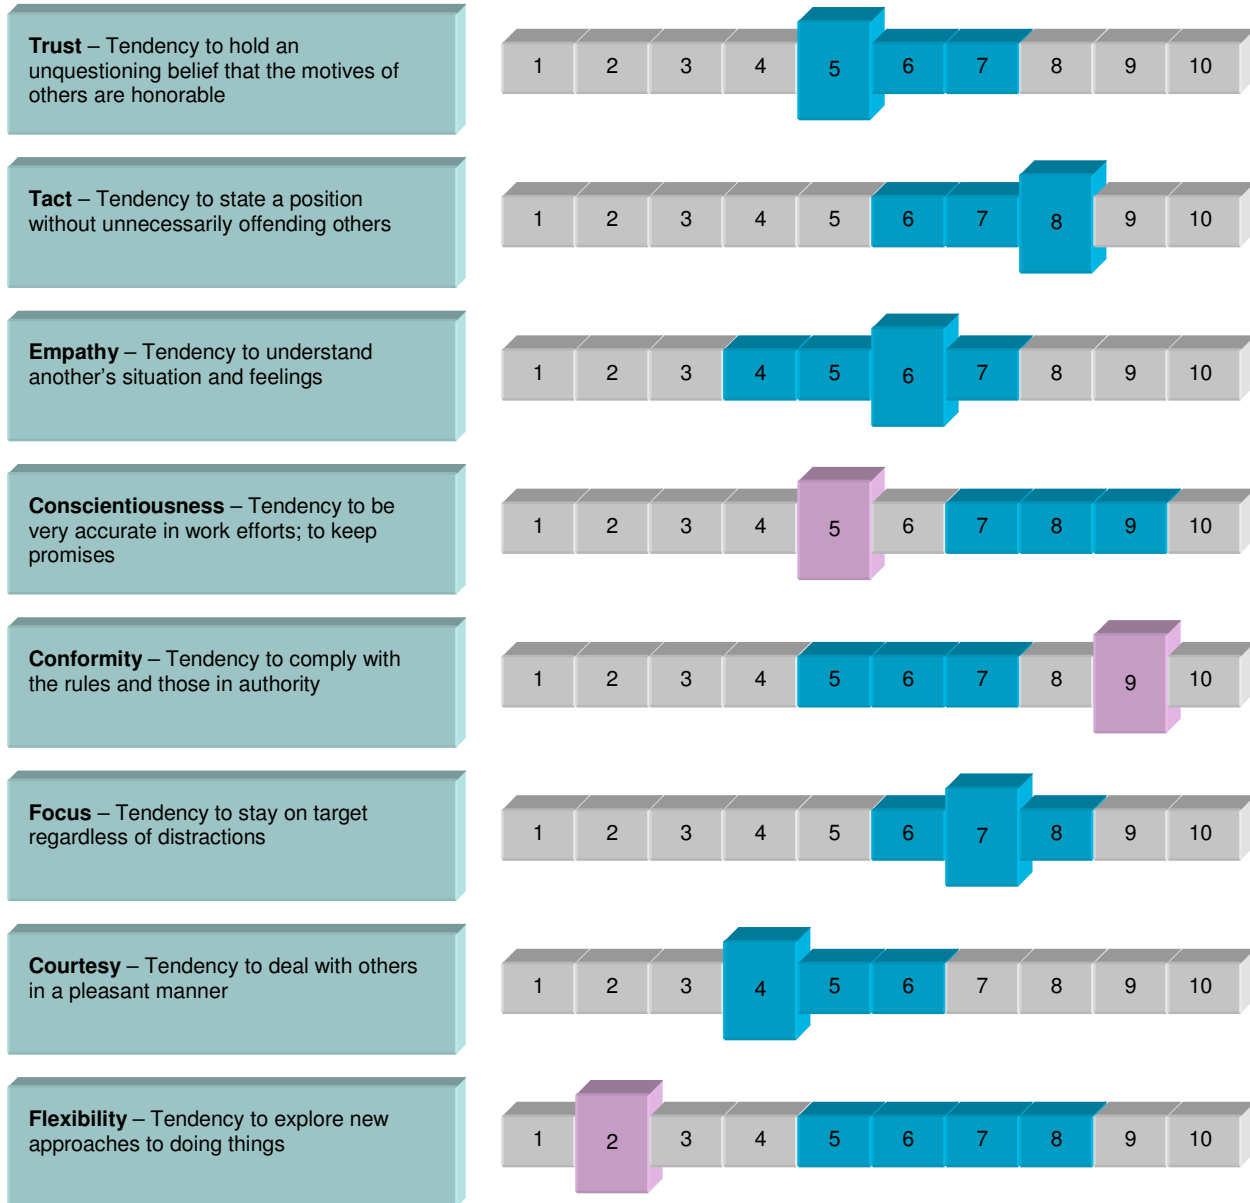 Trust – Tendency to hold an
unquestioning belief that the motives of
others are honorable
1 2 3 4 5 6 7 8 9 10
Tact – Tendency to state a position
without unnecessarily offending others
1 2 3 4 5 6 7 8 9 10
Empathy – Tendency to understand
another’s situation and feelings
1 2 3 4 5 6 7 8 9 10
Conscientiousness – Tendency to be
very accurate in work efforts; to keep
promises
1 2 3 4 5 6 7 8 9 10
Conformity – Tendency to comply with
the rules and those in authority
1 2 3 4 5 6 7 8 9 10
Focus – Tendency to stay on target
regardless of distractions
1 2 3 4 5 6 7 8 9 10
Courtesy – Tendency to deal with others
in a pleasant manner
1 2 3 4 5 6 7 8 9 10
Flexibility – Tendency to explore new
approaches to doing things
1 2 3 4 5 6 7 8 9 10